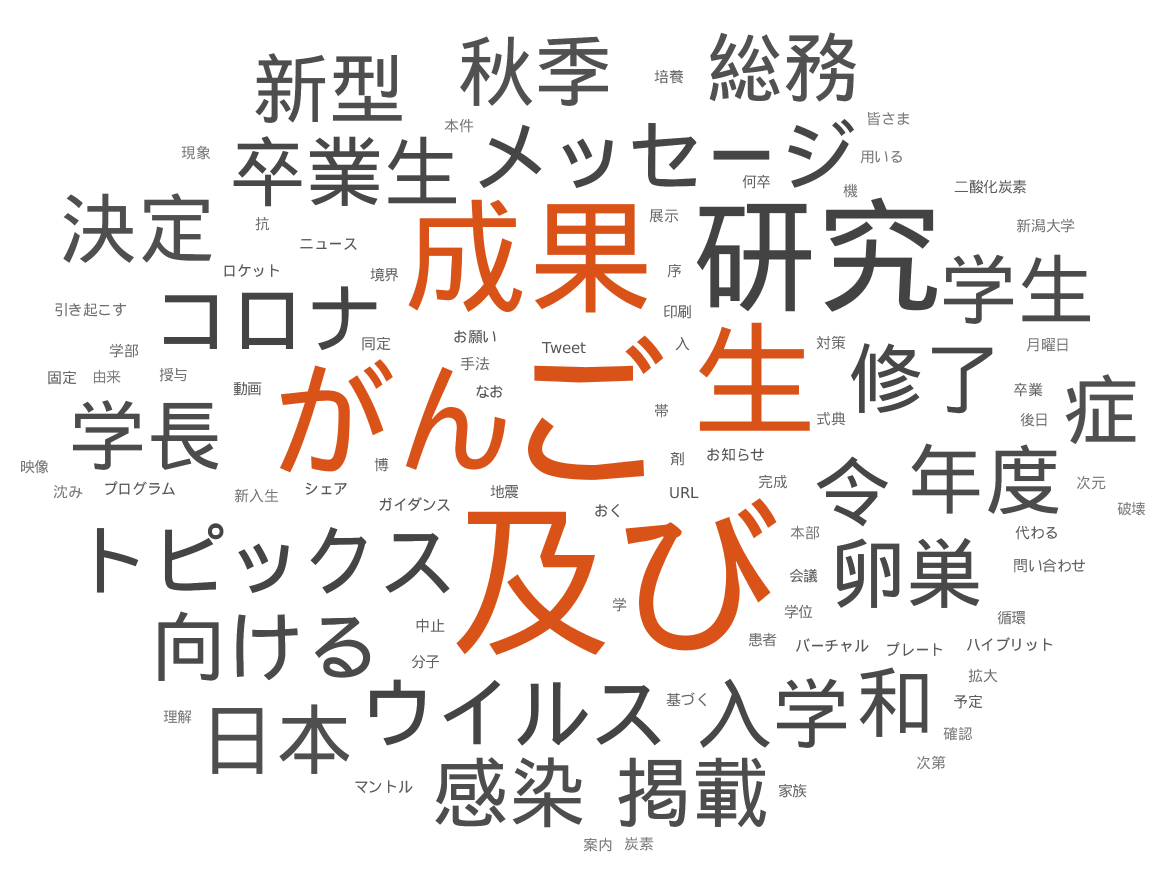 新型
秋季
培養
総務
本件
メッセージ
皆さま
現象
卒業生
用いる
何卒
機
二酸化炭素
決定
抗
ニュース
成果
展示
研究
新潟大学
ロケット
境界
序
学生
引き起こす
コロナ
印刷
お願い
Tweet
入
対策
月曜日
学部
同定
手法
固定
由来
授与
動画
なお
がん
ご
生
修了
卒業
学長
帯
式典
後日
症
映像
博
剤
お知らせ
沈み
プログラム
新入生
シェア
ガイダンス
地震
おく
URL
完成
令
年度
次元
破壊
トピックス
及び
本部
代わる
会議
卵巣
問い合わせ
学
学位
循環
向ける
中止
分子
患者
バーチャル
プレート
ハイブリット
拡大
理解
日本
ウイルス
基づく
入学
和
予定
確認
次第
マントル
感染
掲載
家族
案内
炭素